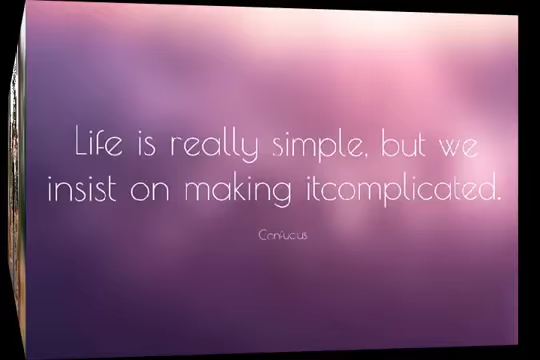 Life is really simple, but we
insist on making itcomplicated.
Confucius